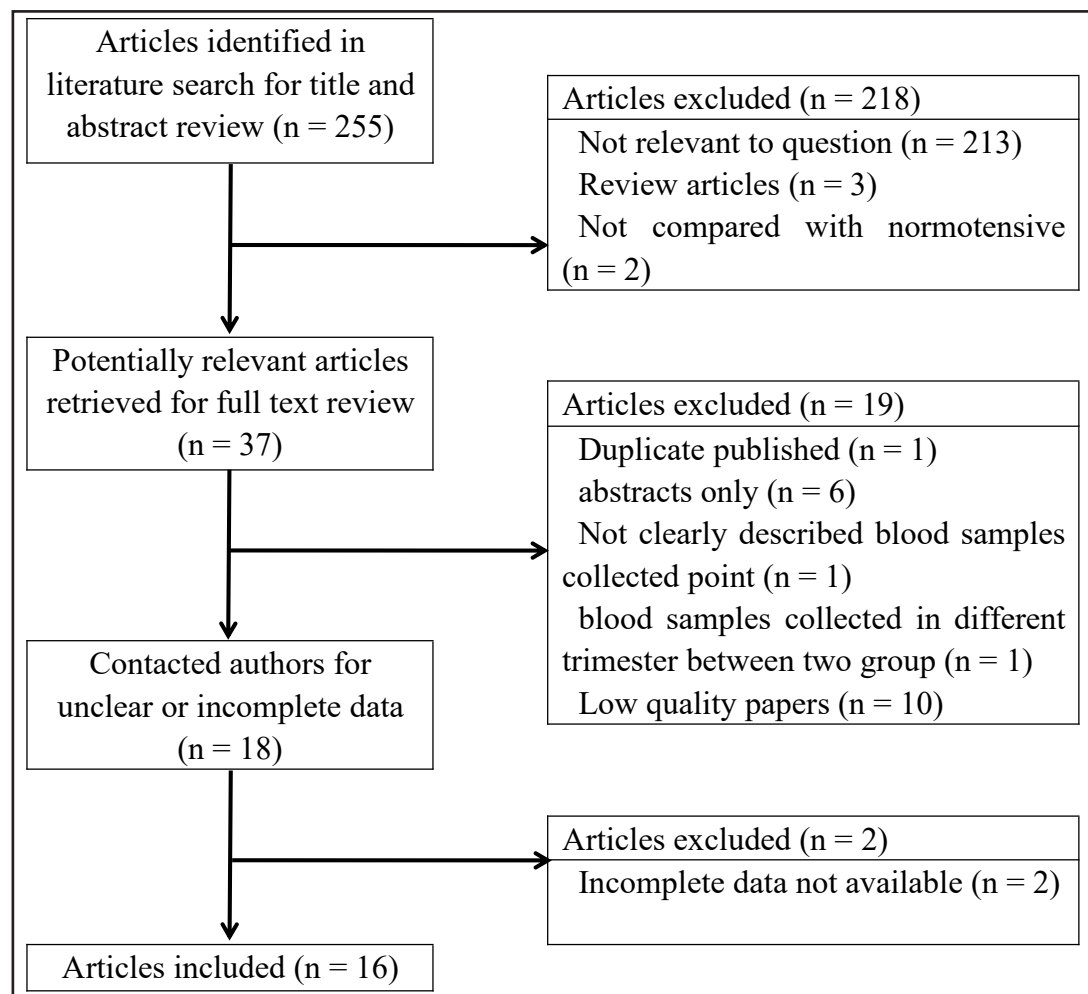 Articles identified in
literature search for title and
abstract review (n = 255)
Articles excluded (n = 218)
Not relevant to question (n = 213)
Review articles (n = 3)
Not compared with normotensive
(n = 2)
Potentially relevant articles
retrieved for full text review
(n = 37)
Articles excluded (n = 19)
Duplicate published (n = 1)
abstracts only (n = 6)
Not clearly described blood samples
collected point (n = 1)
blood samples collected in different
trimester between two group (n = 1)
Low quality papers (n = 10)
Contacted authors for
unclear or incomplete data
(n = 18)
Articles excluded (n = 2)
Incomplete data not available (n = 2)
Articles included (n = 16)